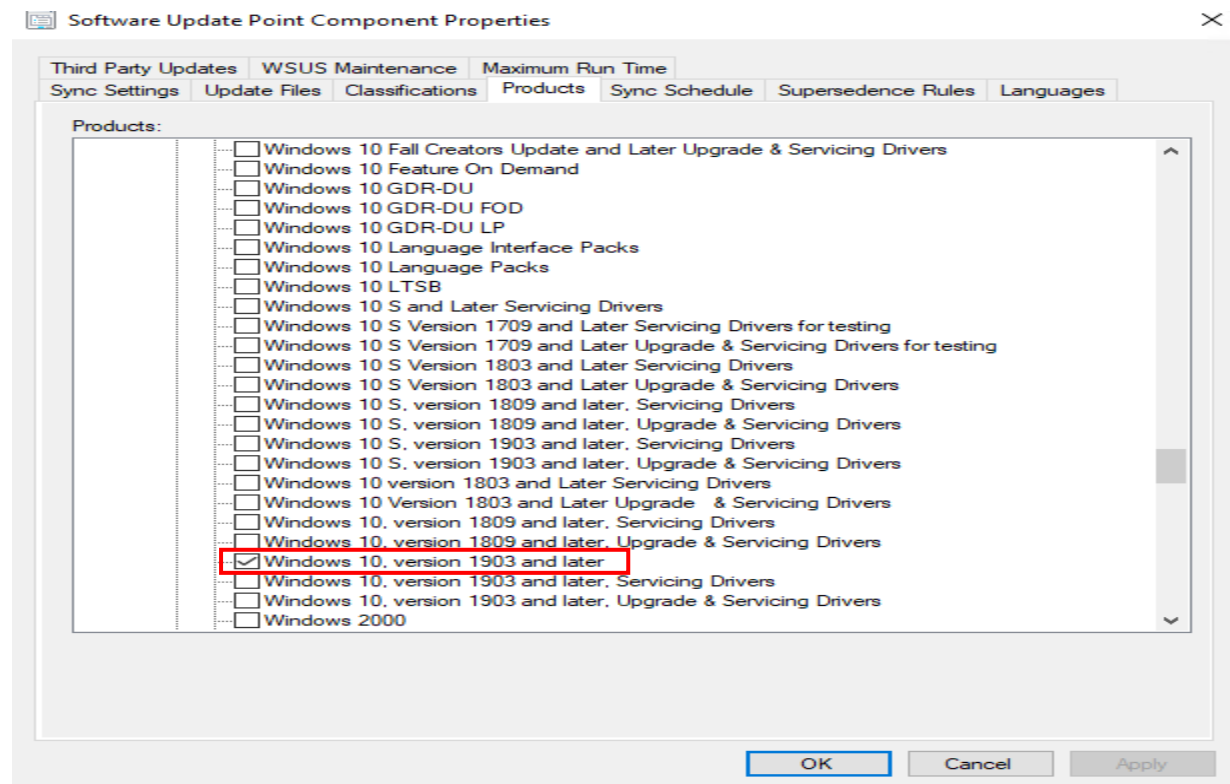 Software Update Point Component Properties
Third Party Updates WSUS Maintenance Maximum Run Time
Sync Settings Update Files Classifications Products Sync Schedule Supersedence Rules Languages
Products:
Windows 10 Fall Creators Update and Later Upgrade & Servicing Drivers
Windows 10 Feature On Demand
Windows 10 GDR-DU
Windows 10 GDR-DU FOD
Windows 10 GDR-DU LP
Windows 10 Language Interface Packs
Windows 10 Language Packs
Windows 10 LTSB
Windows 10 S and Later Servicing Drivers
Windows 10 S Version 1709 and Later Servicing Drivers for testing
Windows 10 S Version 1709 and Later Upgrade & Servicing Drivers for testing
Windows 10 S Version 1803 and Later Servicing Drivers
Windows 10 S Version 1803 and Later Upgrade & Servicing Drivers
Windows 10 S, version 1809 and later, Servicing Drivers
Windows 10 S, version 1809 and later, Upgrade & Servicing Drivers
Windows 10 S, version 1903 and later, Servicing Drivers
Windows 10 S, version 1903 and later, Upgrade & Servicing Drivers
Windows 10 version 1803 and Later Servicing Drivers
Windows 10 Version 1803 and Later Upgrade & Servicing Drivers
Windows 10, version 1809 and later, Servicing Drivers
Windows 10, version 1809 and later, Upgrade & Servicing Drivers
Windows 10, version 1903 and later
Windows 10, version 1903 and later, Servicing Drivers
Windows 10, version 1903 and later, Upgrade & Servicing Drivers
Windows 2000
OK Cancel Apply